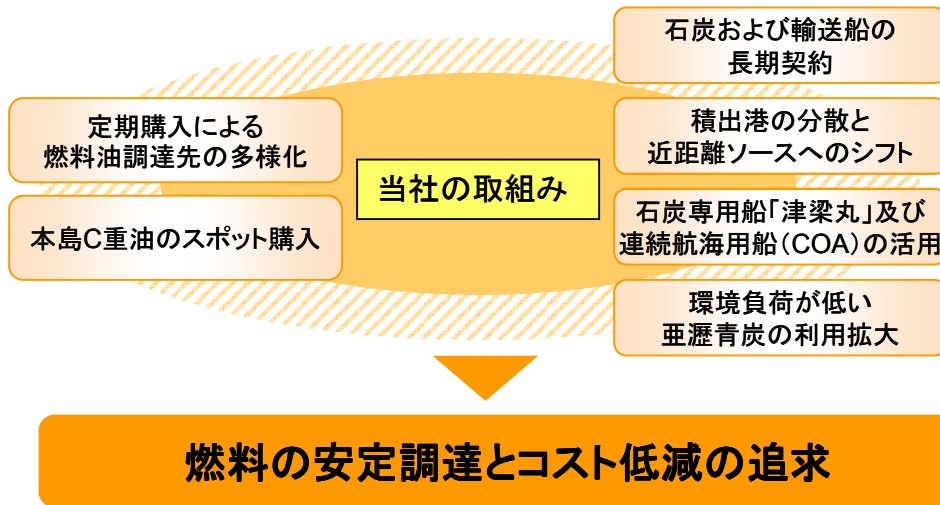 石炭および輸送船の
長期契約
定期購入による
燃料油調達先の多様化
積出港の分散と
近距離ソースへのシフト
当社の取組み
本島C重油のスポット購入
石炭専用船「津梁丸」及び
連続航海用船(COA)の活用
環境負荷が低い
亜瀝青炭の利用拡大
燃料の安定調達とコスト低減の追求